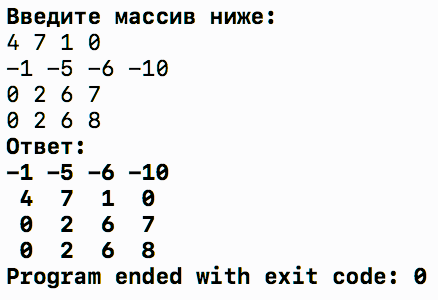 Введите массив ниже:
4 7 1 0
-1 -5 -6 -10
0 2 6 7
0 2 6 8
Ответ:
-1 -5 -6 -10
4 7 1 0
0 2 6 7
0 2 6 8
Program ended with exit code: 0